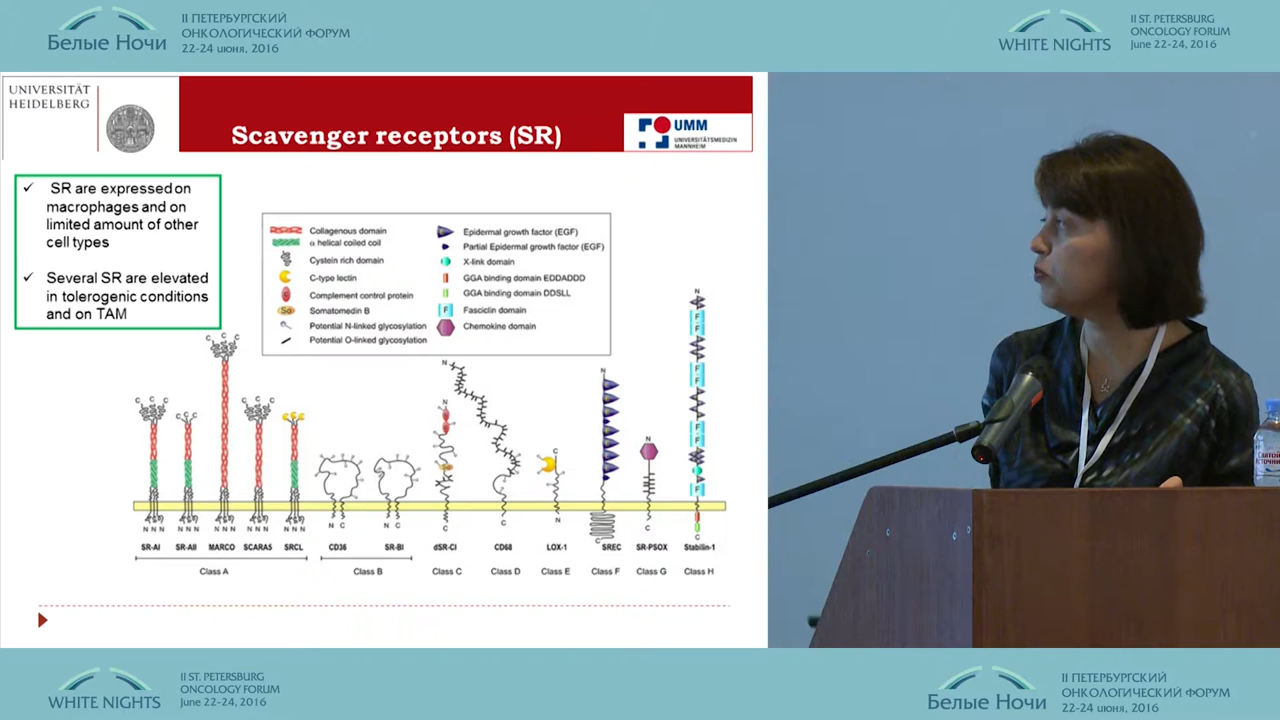 Белые Ночи
II ПЕТЕРБУРГСКИЙ
ОНКОЛОГИЧЕСКИЙ ФОРУМ
22-24 июня, 2016
WHITE NIGHTS
II ST. PETERSBURG
ONCOLOGY FORUM
June 22-24, 2016
UNIVERSITÄT
HEIDELBERG
Scavenger receptors (SR)
UMM
UNIVERSITÄTSMEDIZIN
MANNHEIM
✓ SR are expressed on
macrophages and on
limited amount of other
cell types
✓ Several SR are elevated
in tolerogenic conditions
and on TAM
Collagenous domain
α helical coiled coil
Cystein rich domain
C-type lectin
S Complement control protein
So Somatomedin B
Potential N-linked glycosylation
Potential O-linked glycosylation
Epidermal growth factor (EGF)
Partial Epidermal growth factor (EGF)
X-link domain
GGA binding domain EDDADDD
GGA binding domain DDSLL
F Fasciclin domain
Chemokine domain
SR-AI SR-AII MARCO SCARA5 SRCL CD36 SR-BI dSR-CI CD68 LOX-1 SREC SR-PSOX Stabilin-1
Class A Class B Class C Class D Class E Class F Class G Class H
WHITE NIGHTS
II ST. PETERSBURG
ONCOLOGY FORUM
June 22-24, 2016
Белые Ночи
II ПЕТЕРБУРГСКИЙ
ОНКОЛОГИЧЕСКИЙ ФОРУМ
22-24 июня, 2016